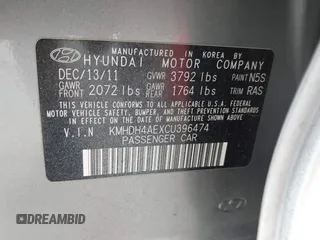 MANUFACTURED IN KOREA BY
HYUNDAI MOTOR COMPANY
DEC/13/11 GVWR 3792 lbs PAINT N5S
GAWR FRONT 2072 lbs GAWR REAR 1764 lbs TRIM RAS
THIS VEHICLE CONFORMS TO ALL APPLICABLE
U.S. FEDERAL MOTOR VEHICLE SAFETY,
BUMPER, AND THEFT PREVENTION STANDARDS
IN EFFECT ON THE DATE OF MANUFACTURE
SHOWN ABOVE.
V.I.N KMHDH4AEXCU396474
PASSENGER CAR
DREAMBID